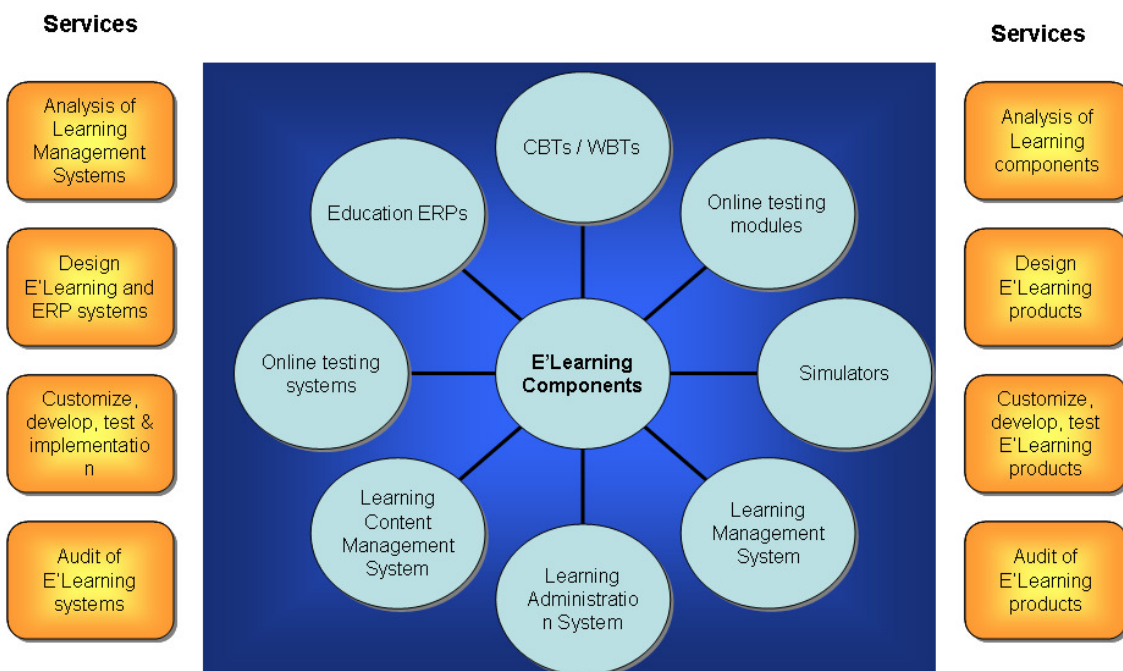 Services
Analysis of
Learning
Management
Systems
Design
E'Learning and
ERP systems
Customize,
develop, test &
implementatio
n
Audit of
E'Learning
systems
CBTs / WBTs
Education ERPs
Online testing
modules
Online testing
systems
E'Learning
Components
Simulators
Learning
Content
Management
System
Learning
Administratio
n System
Learning
Management
System
Services
Analysis of
Learning
components
Design
E'Learning
products
Customize,
develop, test
E'Learning
products
Audit of
E'Learning
products